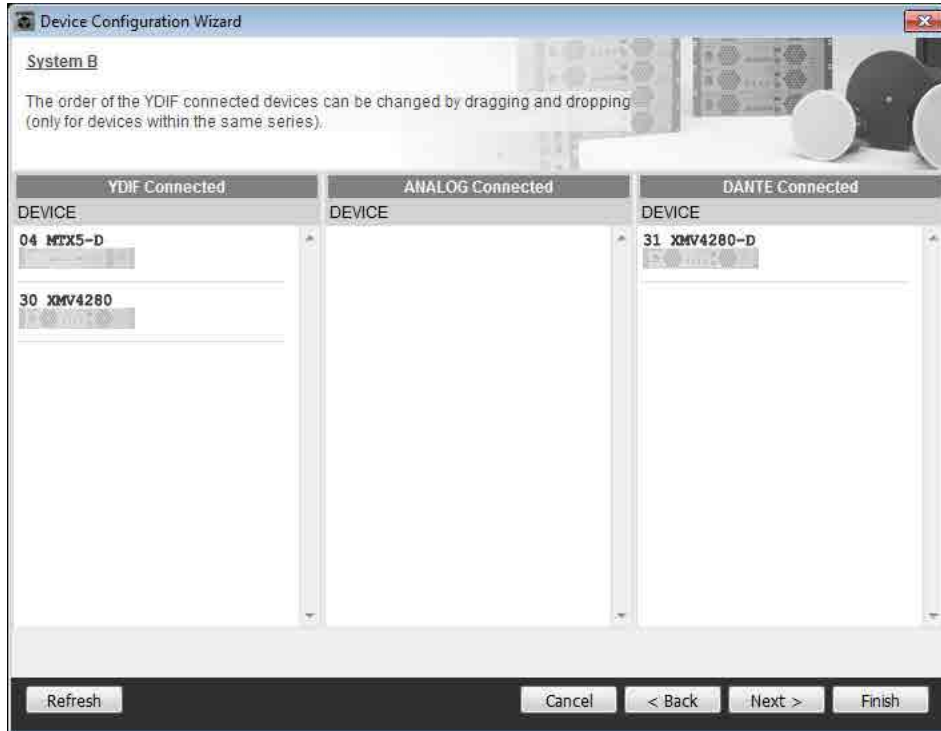 Device Configuration Wizard
System B
The order of the YDIF connected devices can be changed by dragging and dropping
(only for devices within the same series).
YDIF Connected
ANALOG Connected
DANTE Connected
DEVICE
DEVICE
DEVICE
04 MTX5-D
31 XMV4280-D
30 XMV4280
Refresh
Cancel
< Back
Next >
Finish